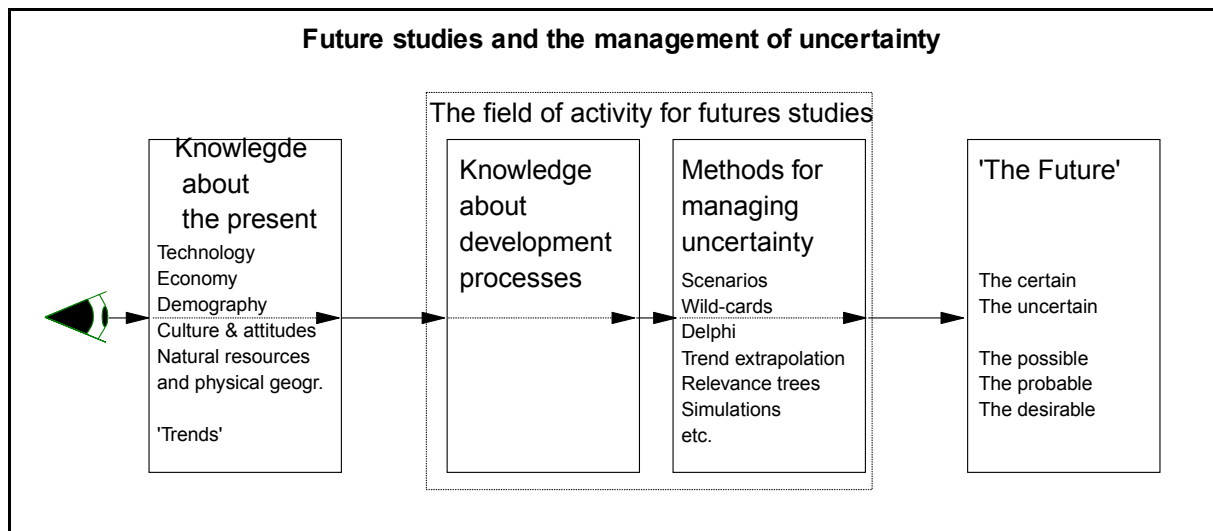 Future studies and the management of uncertainty
The field of activity for futures studies
Knowlegde
about
the present
Technology
Economy
Demography
Culture & attitudes
Natural resources
and physical geogr.
'Trends'
Knowledge
about
development
processes
Methods for
managing
uncertainty
Scenarios
Wild-cards
Delphi
Trend extrapolation
Relevance trees
Simulations
etc.
'The Future'
The certain
The uncertain
The possible
The probable
The desirable